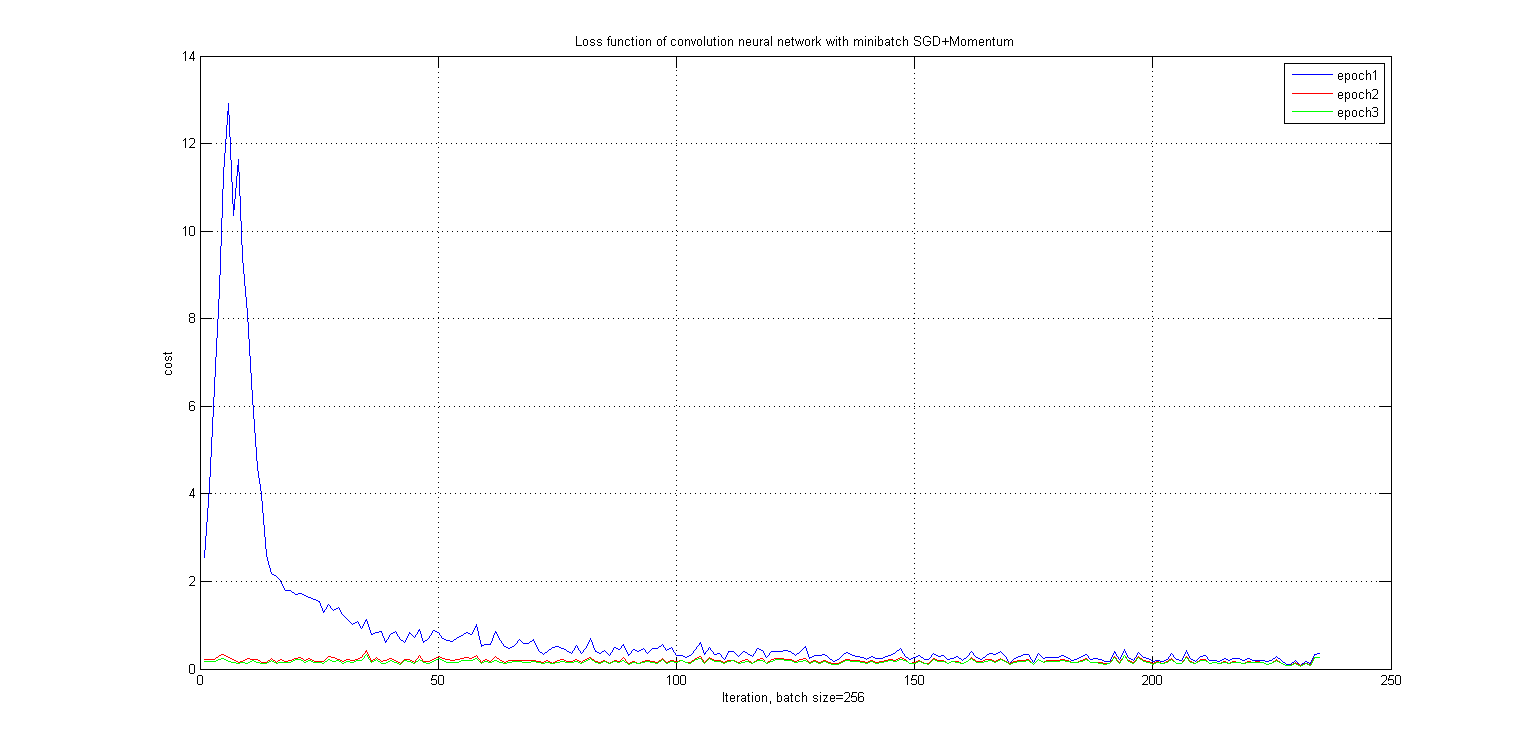 Loss function of convolution neural network with minibatch SGD+Momentum
14
12
10
8
6
4
2
0
cost
epoch1
epoch2
epoch3
0
50
100
150
200
250
Iteration, batch size=256